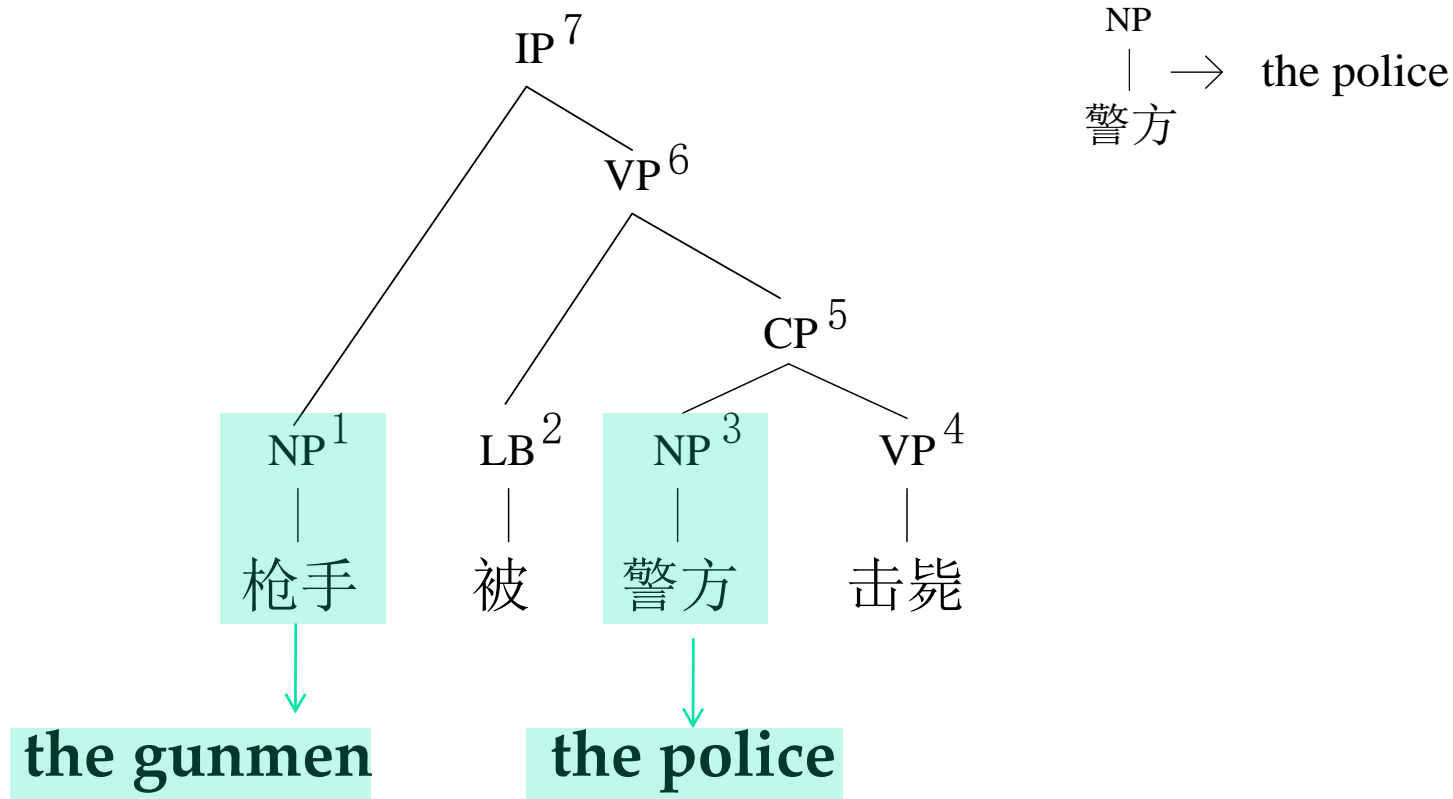 IP 7
VP 6
CP 5
NP 1 LB 2 NP 3 VP 4
枪手 被 警方 击毙
the gunmen the police
NP
→ the police
警方